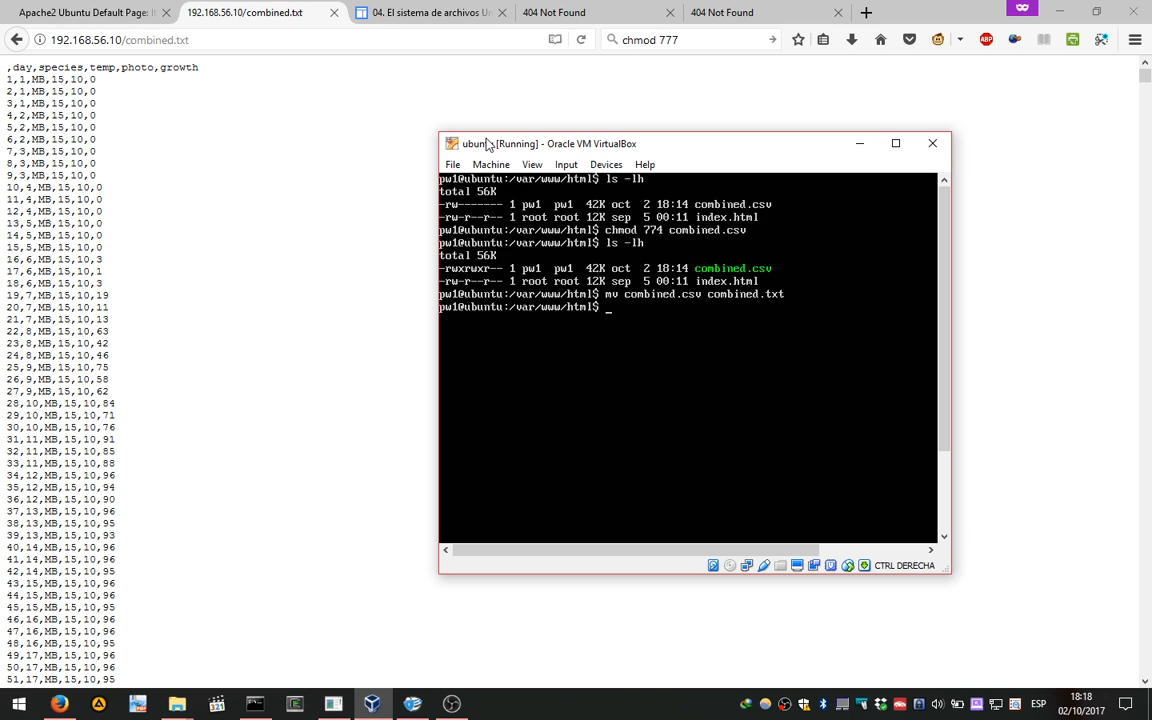 Apache2 Ubuntu Default Page: It
192.168.56.10/combined.txt
04. El sistema de archivos Un
404 Not Found
404 Not Found
192.168.56.10/combined.txt
chmod 777
ABP
,day,species,temp,photo,growth
1,1,MB,15,10,0
2,1,MB,15,10,0
3,1,MB,15,10,0
4,2,MB,15,10,0
5,2,MB,15,10,0
6,2,MB,15,10,0
7,3,MB,15,10,0
8,3,MB,15,10,0
9,3,MB,15,10,0
10,4,MB,15,10,0
11,4,MB,15,10,0
12,4,MB,15,10,0
13,5,MB,15,10,0
14,5,MB,15,10,0
15,5,MB,15,10,0
16,6,MB,15,10,3
17,6,MB,15,10,1
18,6,MB,15,10,3
19,7,MB,15,10,19
20,7,MB,15,10,11
21,7,MB,15,10,13
22,8,MB,15,10,63
23,8,MB,15,10,42
24,8,MB,15,10,46
25,9,MB,15,10,75
26,9,MB,15,10,58
27,9,MB,15,10,62
28,10,MB,15,10,84
29,10,MB,15,10,71
30,10,MB,15,10,76
31,11,MB,15,10,91
32,11,MB,15,10,85
33,11,MB,15,10,88
34,12,MB,15,10,96
35,12,MB,15,10,94
36,12,MB,15,10,90
37,13,MB,15,10,96
38,13,MB,15,10,95
39,13,MB,15,10,93
40,14,MB,15,10,96
41,14,MB,15,10,96
42,14,MB,15,10,95
43,15,MB,15,10,96
44,15,MB,15,10,96
45,15,MB,15,10,95
46,16,MB,15,10,96
47,16,MB,15,10,96
48,16,MB,15,10,95
49,17,MB,15,10,96
50,17,MB,15,10,96
51,17,MB,15,10,95
ubuntu [Running] - Oracle VM VirtualBox
File Machine View Input Devices Help
pw1@ubuntu:/var/www/html$ ls -lh
total 56K
-rw------- 1 pw1 pw1 42K oct 2 18:14 combined.csv
-rw-r--r-- 1 root root 12K sep 5 00:11 index.html
pw1@ubuntu:/var/www/html$ chmod 774 combined.csv
pw1@ubuntu:/var/www/html$ ls -lh
total 56K
-rwxrwxr-- 1 pw1 pw1 42K oct 2 18:14 combined.csv
-rw-r--r-- 1 root root 12K sep 5 00:11 index.html
pw1@ubuntu:/var/www/html$ mv combined.csv combined.txt
pw1@ubuntu:/var/www/html$ _
CTRL DERECHA
ESP
18:18
02/10/2017